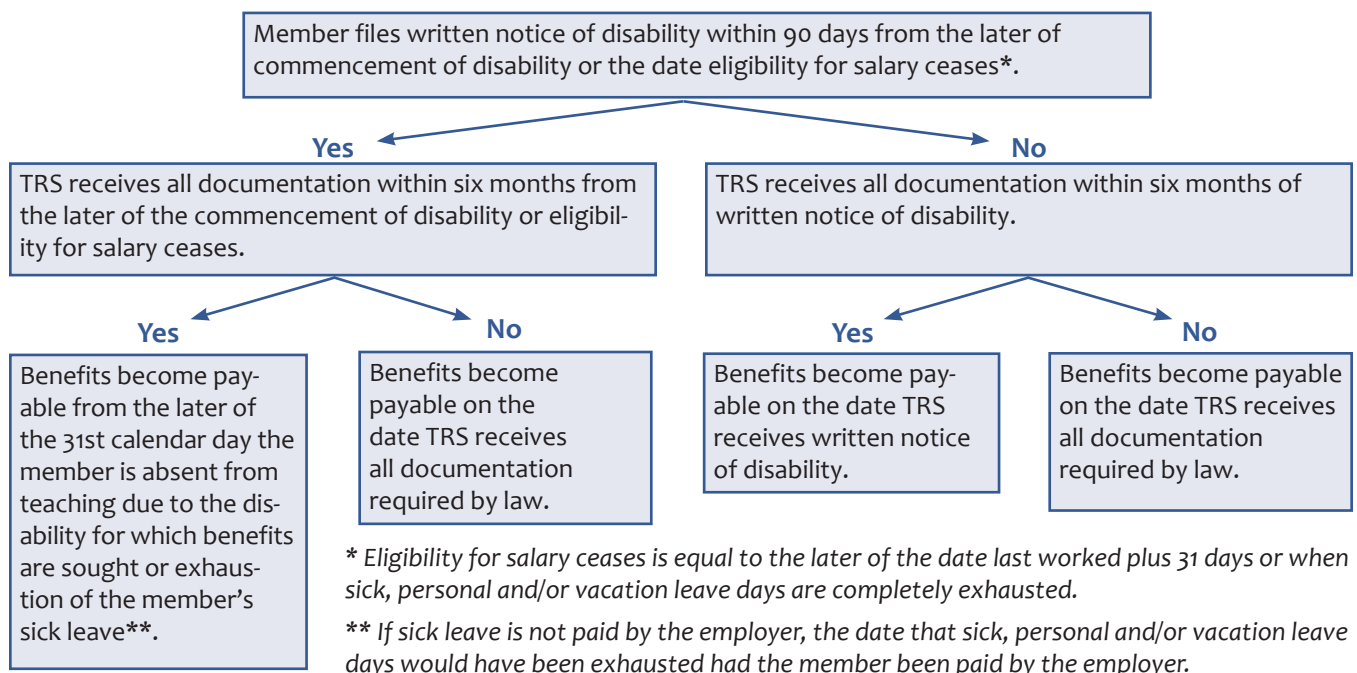 Member files written notice of disability within 90 days from the later of
commencement of disability or the date eligibility for salary ceases*.
Yes
No
TRS receives all documentation within six months from
the later of the commencement of disability or eligibil-
ity for salary ceases.
TRS receives all documentation within six months of
written notice of disability.
Yes
No
Yes
No
Benefits become pay-
able from the later of
the 31st calendar day the
member is absent from
teaching due to the dis-
ability for which benefits
are sought or exhaus-
tion of the member's
sick leave**.
Benefits become
payable on the
date TRS receives
all documentation
required by law.
Benefits become pay-
able on the date TRS
receives written notice
of disability.
Benefits become payable
on the date TRS receives
all documentation
required by law.
* Eligibility for salary ceases is equal to the later of the date last worked plus 31 days or when
sick, personal and/or vacation leave days are completely exhausted.
** If sick leave is not paid by the employer, the date that sick, personal and/or vacation leave
days would have been exhausted had the member been paid by the employer.